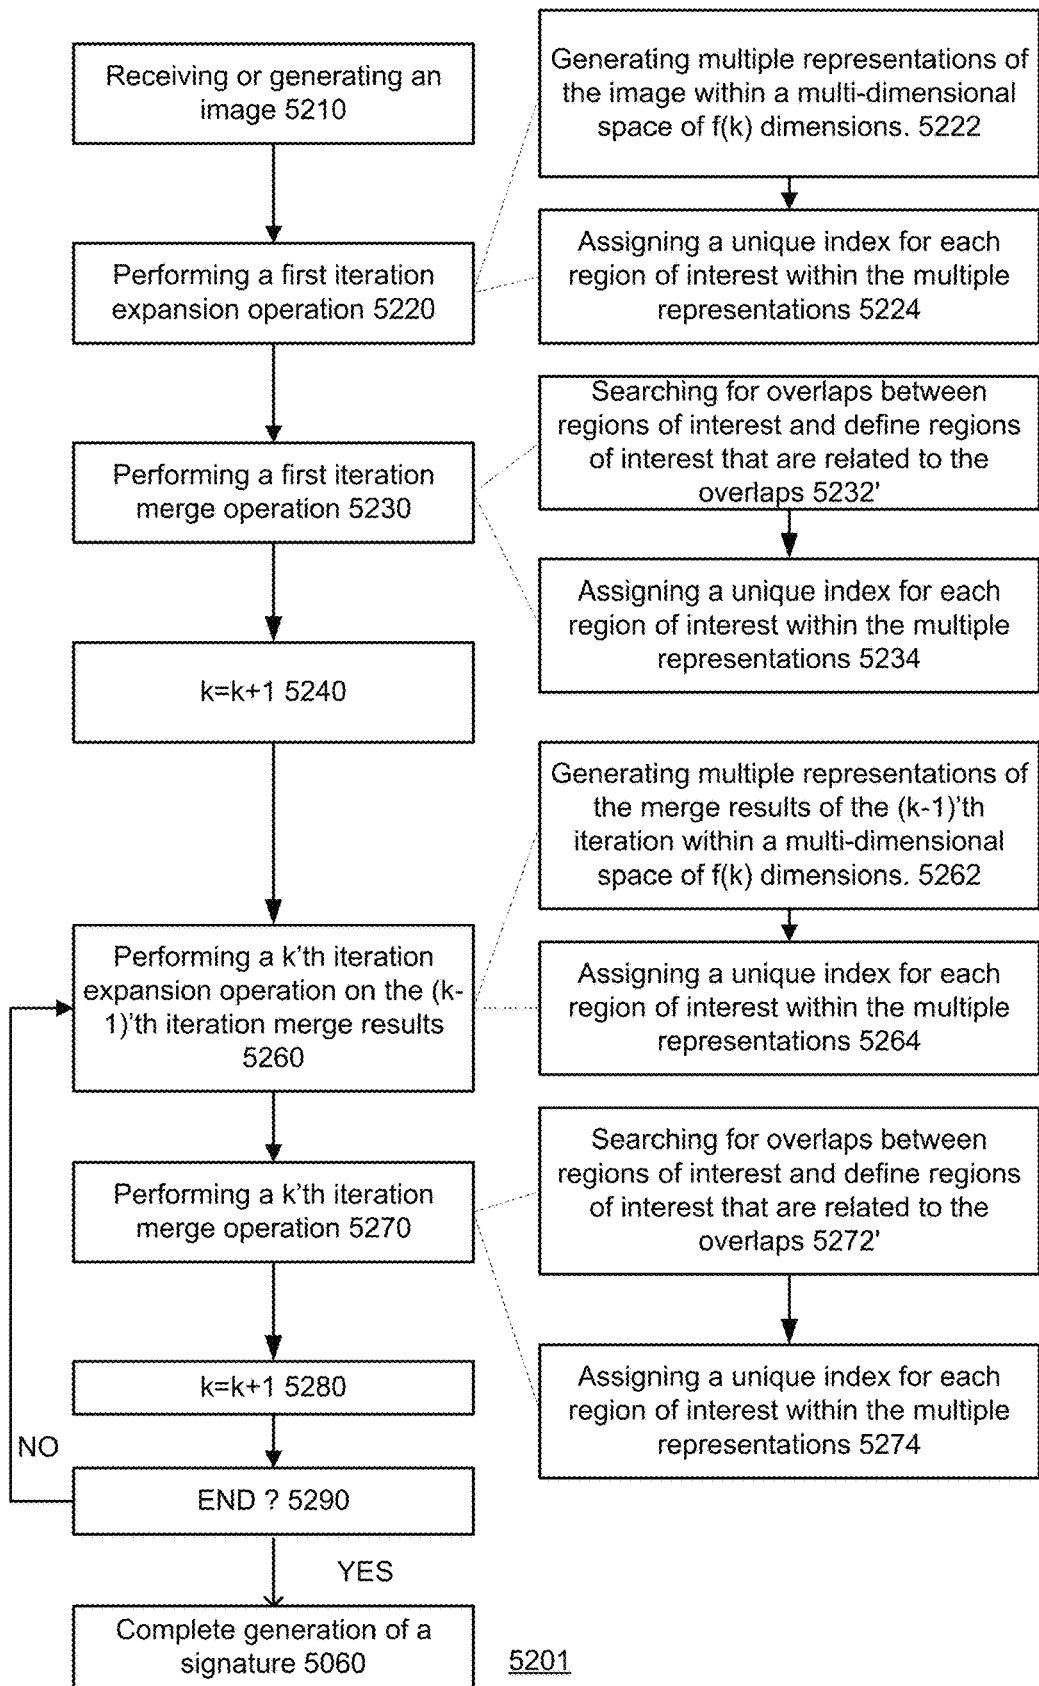 Receiving or generating an
image 5210
Generating multiple representations of
the image within a multi-dimensional
space of f(k) dimensions. 5222
Performing a first iteration
expansion operation 5220
Assigning a unique index for each
region of interest within the multiple
representations 5224
Performing a first iteration
merge operation 5230
Searching for overlaps between
regions of interest and define regions
of interest that are related to the
overlaps 5232'
Assigning a unique index for each
region of interest within the multiple
representations 5234
k=k+1 5240
Generating multiple representations of
the merge results of the (k-1)'th
iteration within a multi-dimensional
space of f(k) dimensions. 5262
Performing a k'th iteration
expansion operation on the (k-
1)'th iteration merge results
5260
Assigning a unique index for each
region of interest within the multiple
representations 5264
Performing a k'th iteration
merge operation 5270
Searching for overlaps between
regions of interest and define regions
of interest that are related to the
overlaps 5272'
k=k+1 5280
Assigning a unique index for each
region of interest within the multiple
representations 5274
NO
END ? 5290
YES
Complete generation of a
signature 5060
5201